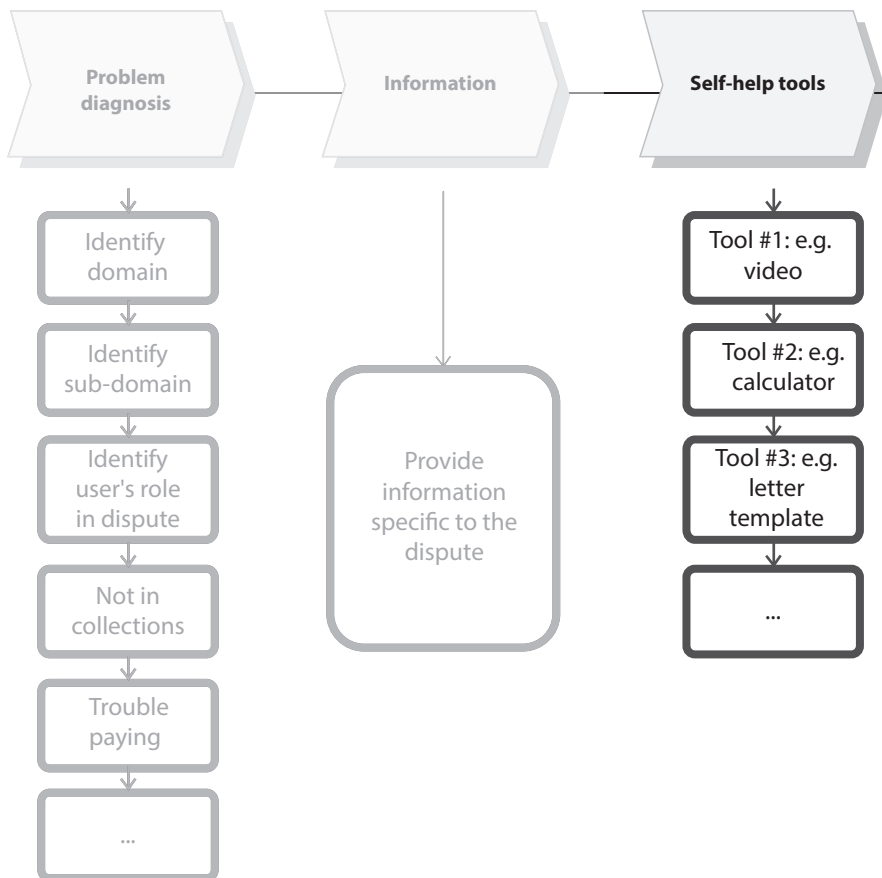 Problem
diagnosis
Information
Self-help tools
Identify
domain
Identify
sub-domain
Identify
user's role
in dispute
Not in
collections
Trouble
paying
...
Provide
information
specific to the
dispute
Tool #1: e.g.
video
Tool #2: e.g.
calculator
Tool #3: e.g.
letter
template
...